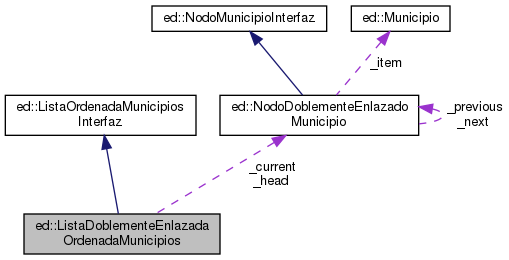 ed::NodoMunicipioInterfaz
ed::Municipio
_item
ed::ListaOrdenadaMunicipios
Interfaz
ed::NodoDoblementeEnlazado
Municipio
_previous
_next
_current
_head
ed::ListaDoblementeEnlazada
OrdenadaMunicipios